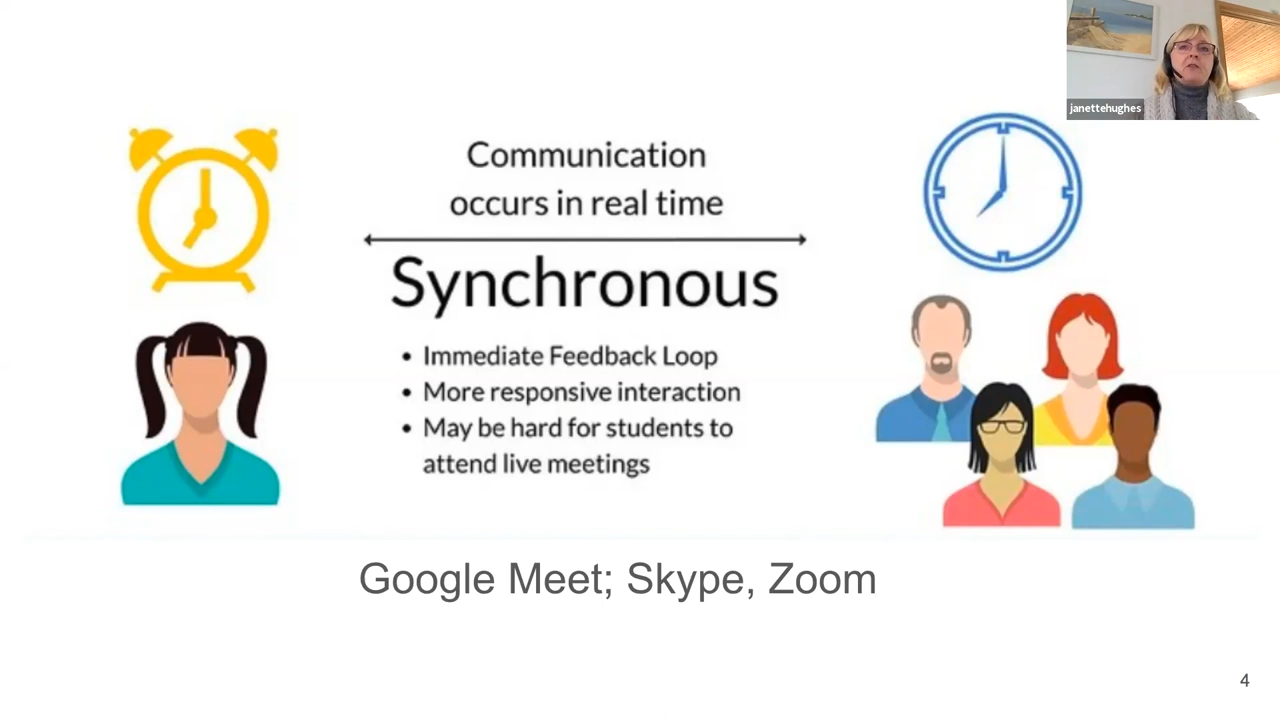 janettehughes
Communication
occurs in real time
Synchronous
• Immediate Feedback Loop
• More responsive interaction
• May be hard for students to
attend live meetings
Google Meet; Skype, Zoom
4